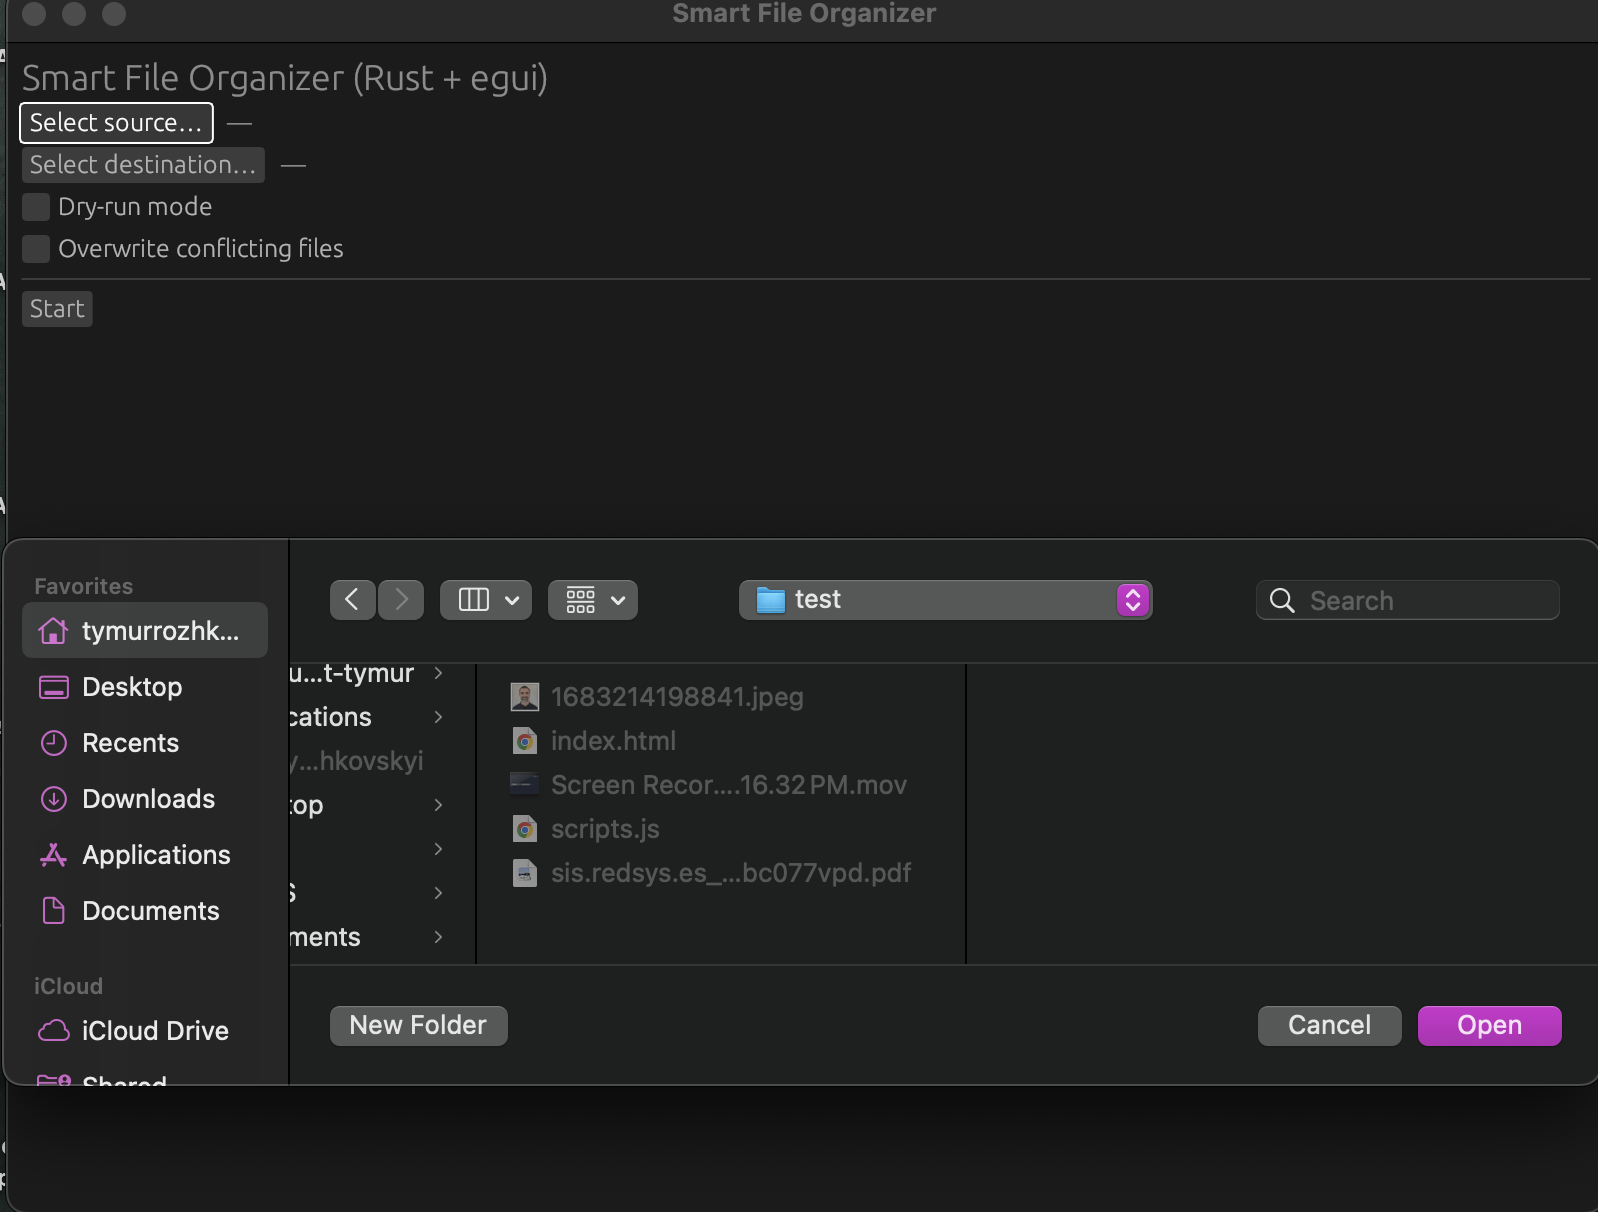 Smart File Organizer
Smart File Organizer (Rust + egui)
Select source... —
Select destination... —
Dry-run mode
Overwrite conflicting files
Start
Favorites
tymurrozhk...
Desktop
Recents
Downloads
Applications
Documents
iCloud
iCloud Drive
Shared
test
Search
u...t-tymur
cations
y...hkovskyi
top
S
ments
1683214198841.jpeg
index.html
Screen Recor....16.32 PM.mov
scripts.js
sis.redsys.es_...bc077vpd.pdf
New Folder
Cancel
Open